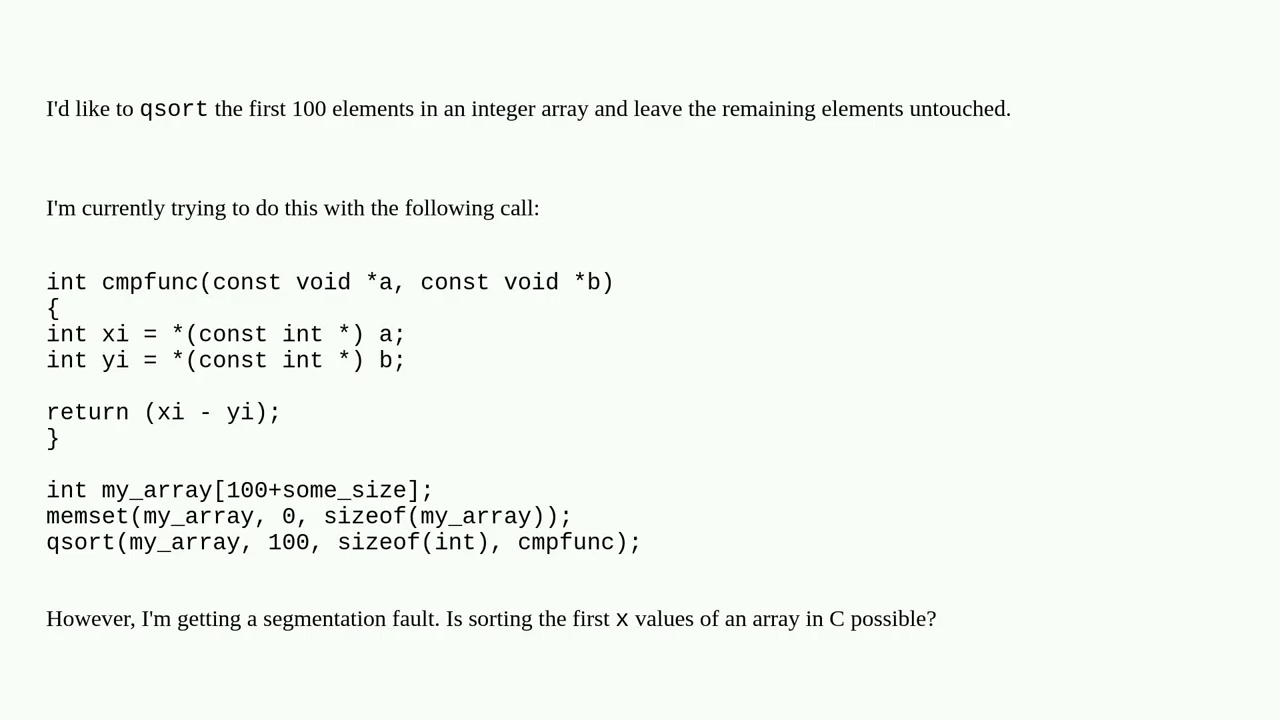 I'd like to qsort the first 100 elements in an integer array and leave the remaining elements untouched.
I'm currently trying to do this with the following call:
int cmpfunc(const void *a, const void *b)
{
int xi = *(const int *) a;
int yi = *(const int *) b;
return (xi - yi);
}
int my_array[100+some_size];
memset(my_array, 0, sizeof(my_array));
qsort(my_array, 100, sizeof(int), cmpfunc);
However, I'm getting a segmentation fault. Is sorting the first x values of an array in C possible?